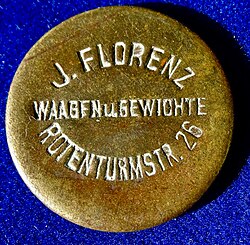 J. FLORENZ
WAAGEN u. GEWICHTE
ROTENTURMSTR. 26